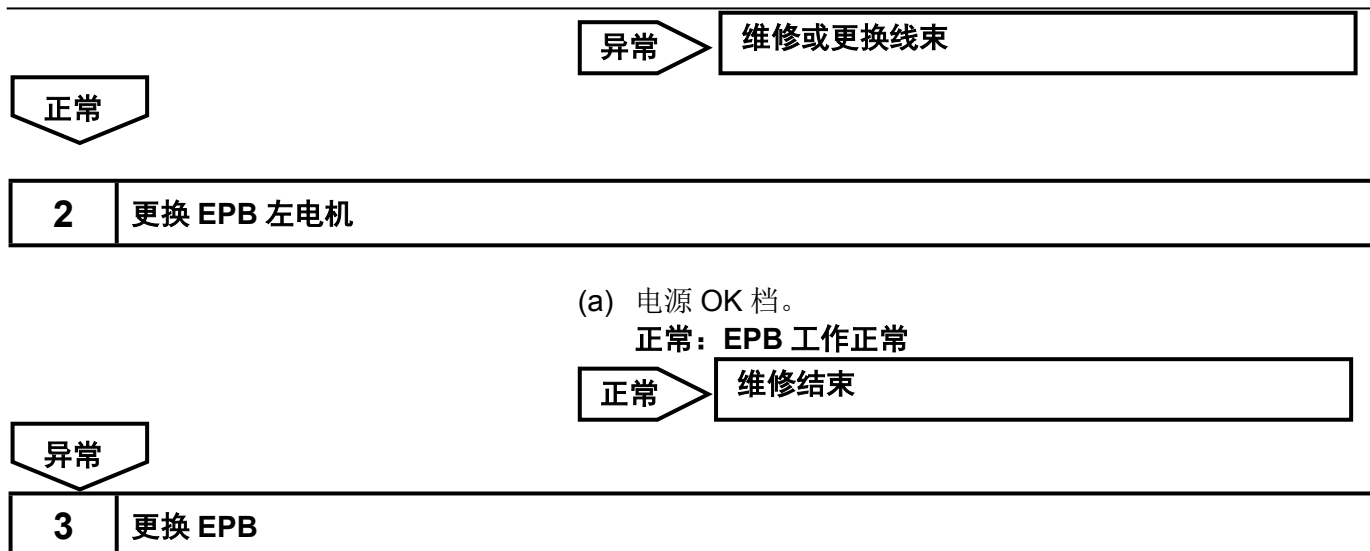 异常 维修或更换线束
正常
2 更换 EPB 左电机
(a) 电源 OK 档。
正常：EPB 工作正常
正常 维修结束
异常
3 更换 EPB